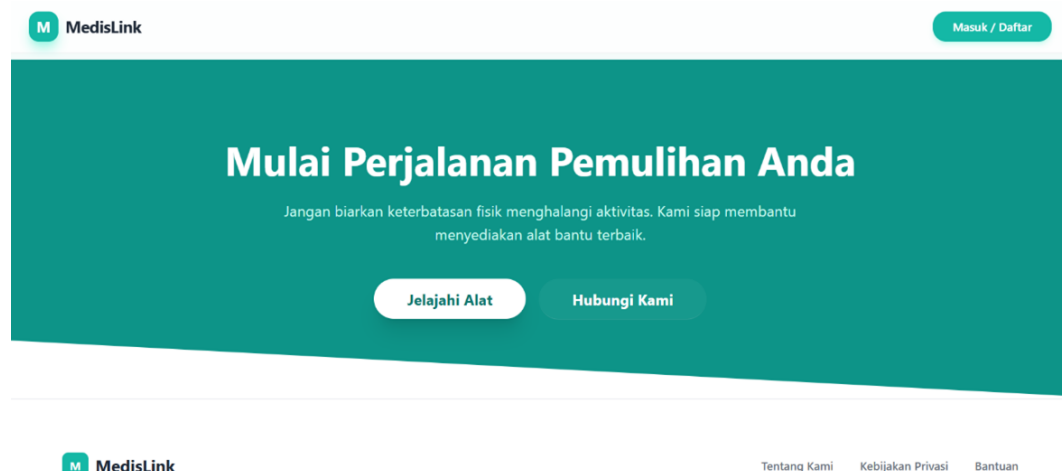 M MedisLink
Masuk / Daftar
Mulai Perjalanan Pemulihan Anda
Jangan biarkan keterbatasan fisik menghalangi aktivitas. Kami siap membantu
menyediakan alat bantu terbaik.
Jelajahi Alat
Hubungi Kami
M MedisLink
Tentang Kami
Kebijakan Privasi
Bantuan